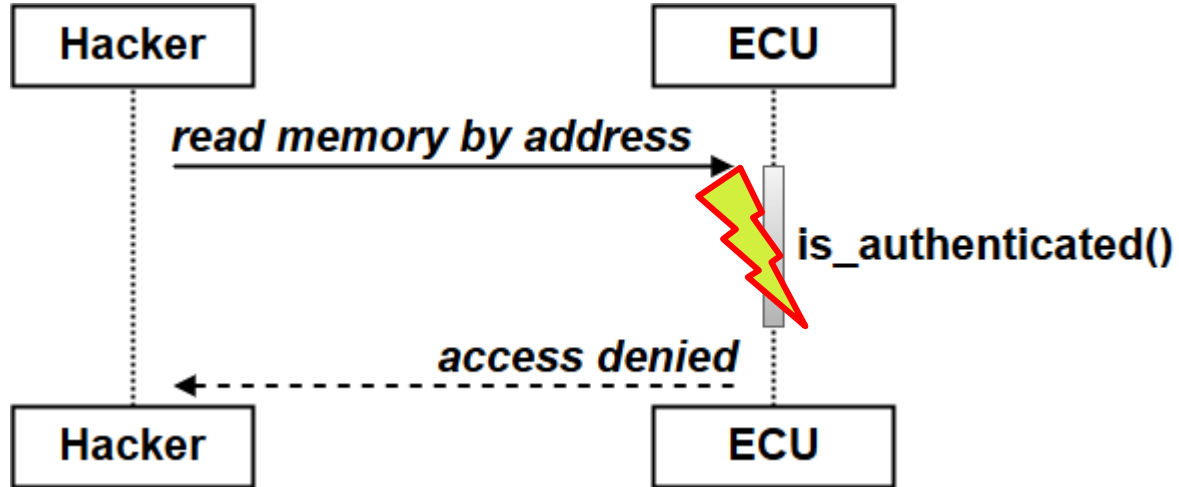 Hacker
ECU
read memory by address
is_authenticated()
access denied
Hacker
ECU